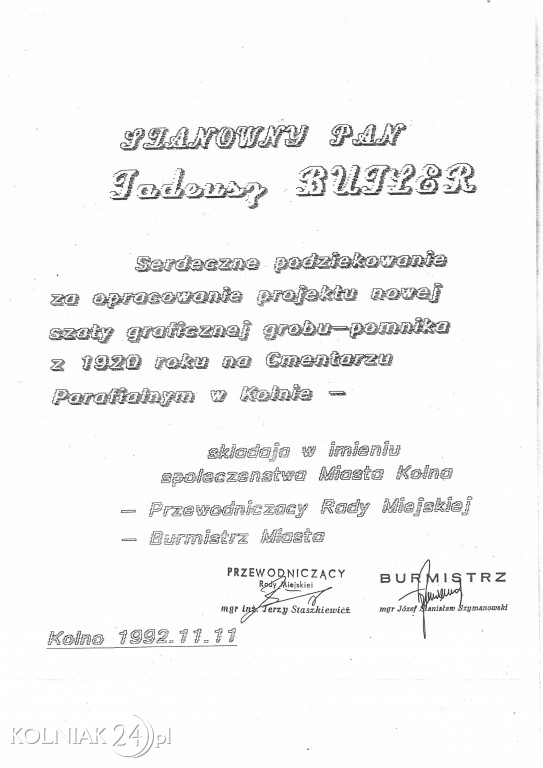 SZANOWNY PAN
Tadeusz BUTLER
Serdeczne podziekowanie
za opracowanie projektu nowej
szaty graficznej grobu-pomnika
z 1920 roku na Cmentarzu
Parafialnym w Kolnie -
skladaja w imieniu
spoleczenstwa Miasta Kolna
- Przewodniczacy Rady Miejskiej
- Burmistrz Miasta
PRZEWODNICZĄCY
Rady Miejskiej
mgr inż. Jerzy Staszkiewicz
BURMISTRZ
mgr Józef Stanisław Szymanowski
Kolno 1992.11.11
KOLNIAK24.pl